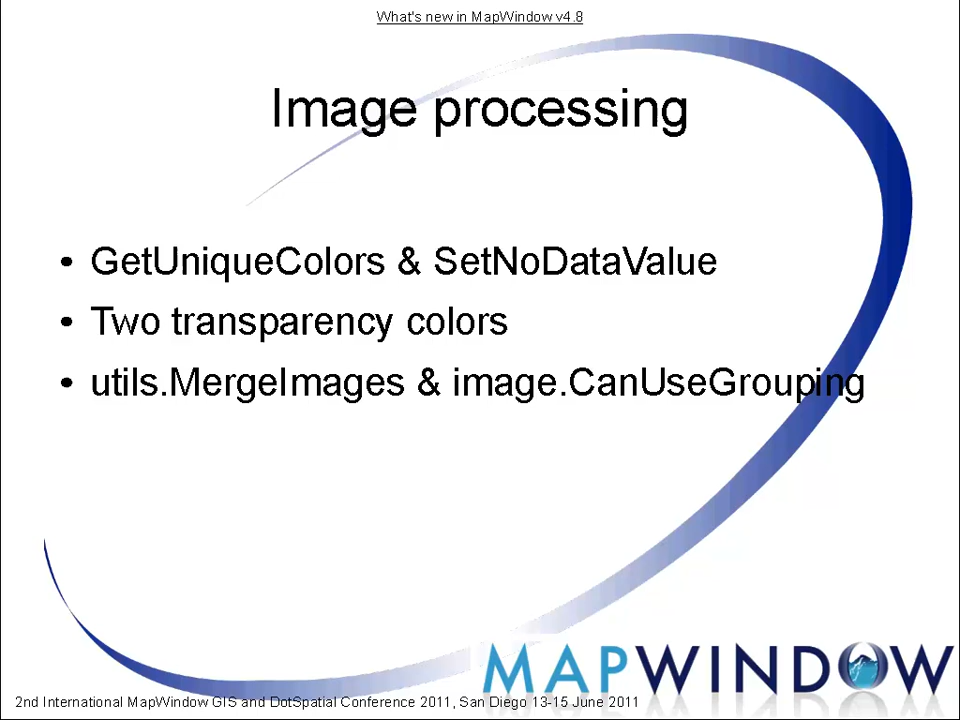 What's new in MapWindow v4.8
Image processing
• GetUniqueColors & SetNoDataValue
• Two transparency colors
• utils.MergeImages & image.CanUseGrouping
MAPWINDOW
2nd International MapWindow GIS and DotSpatial Conference 2011, San Diego 13-15 June 2011